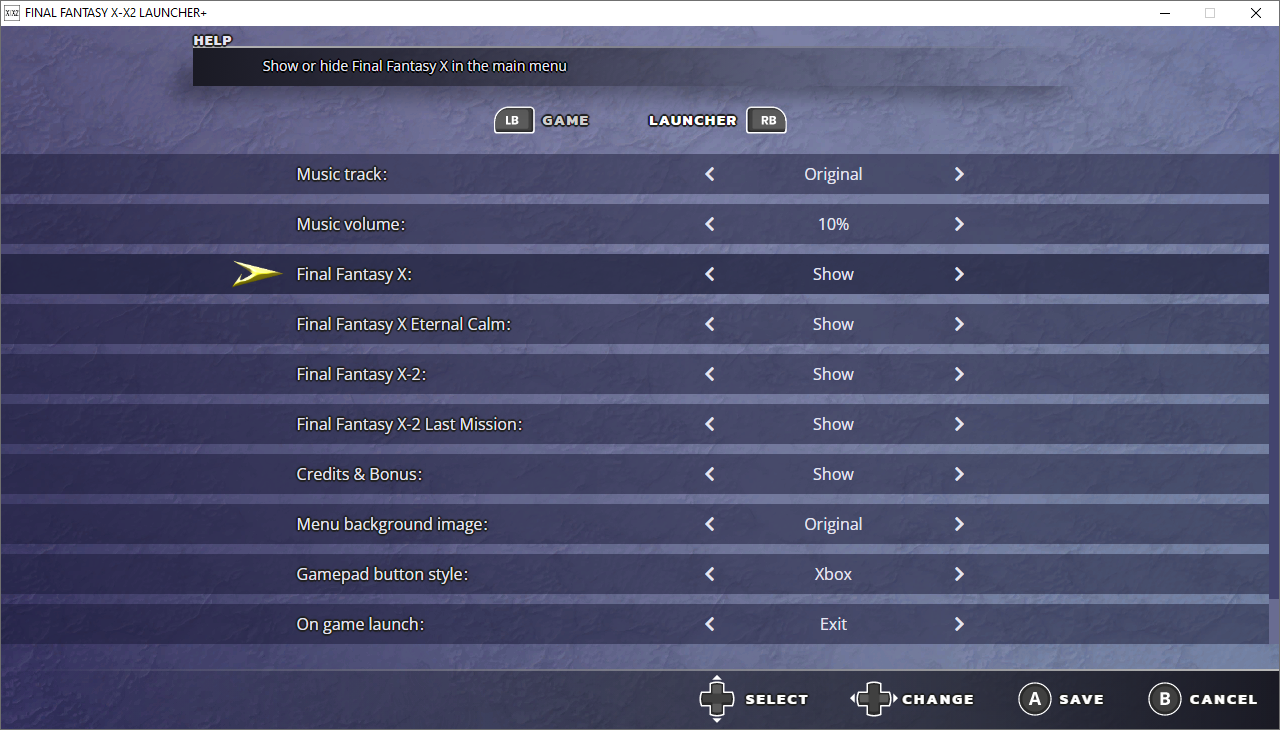 X/X2 FINAL FANTASY X-X2 LAUNCHER+
HELP
Show or hide Final Fantasy X in the main menu
LB GAME LAUNCHER RB
Music track: Original
Music volume: 10%
Final Fantasy X: Show
Final Fantasy X Eternal Calm: Show
Final Fantasy X-2: Show
Final Fantasy X-2 Last Mission: Show
Credits & Bonus: Show
Menu background image: Original
Gamepad button style: Xbox
On game launch: Exit
SELECT CHANGE A SAVE B CANCEL